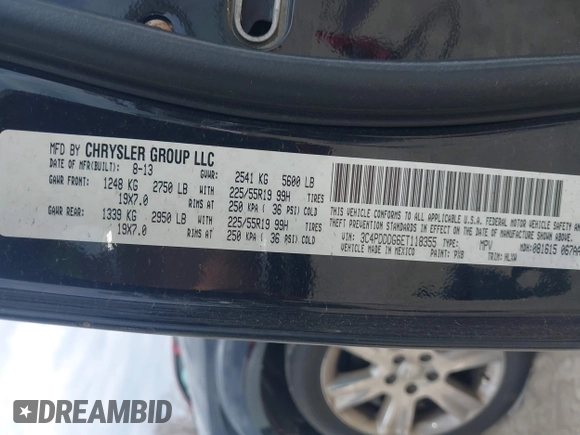 MFD BY CHRYSLER GROUP LLC
DATE OF MFR(BUILT): 8-13 GVWR: 2541 KG 5600 LB
GAWR FRONT: 1248 KG 2750 LB WITH 225/55R19 99H TIRES
19X7.0 RIMS AT 250 KPA ( 36 PSI COLD)
GAWR REAR: 1339 KG 2950 LB WITH 225/55R19 99H TIRES
19X7.0 RIMS AT 250 KPA ( 36 PSI COLD)
THIS VEHICLE CONFORMS TO ALL APPLICABLE U.S.A. FEDERAL MOTOR VEHICLE SAFETY
THEFT PREVENTION STANDARDS IN EFFECT ON THE DATE OF MANUFACTURE SHOWN ABOVE.
VIN: 3C4PDDDG6ET118355 TYPE: MPV MDH: 081815
VEHICLE MADE IN MEXICO PAINT: TRIM: HLXW
DREAMBID